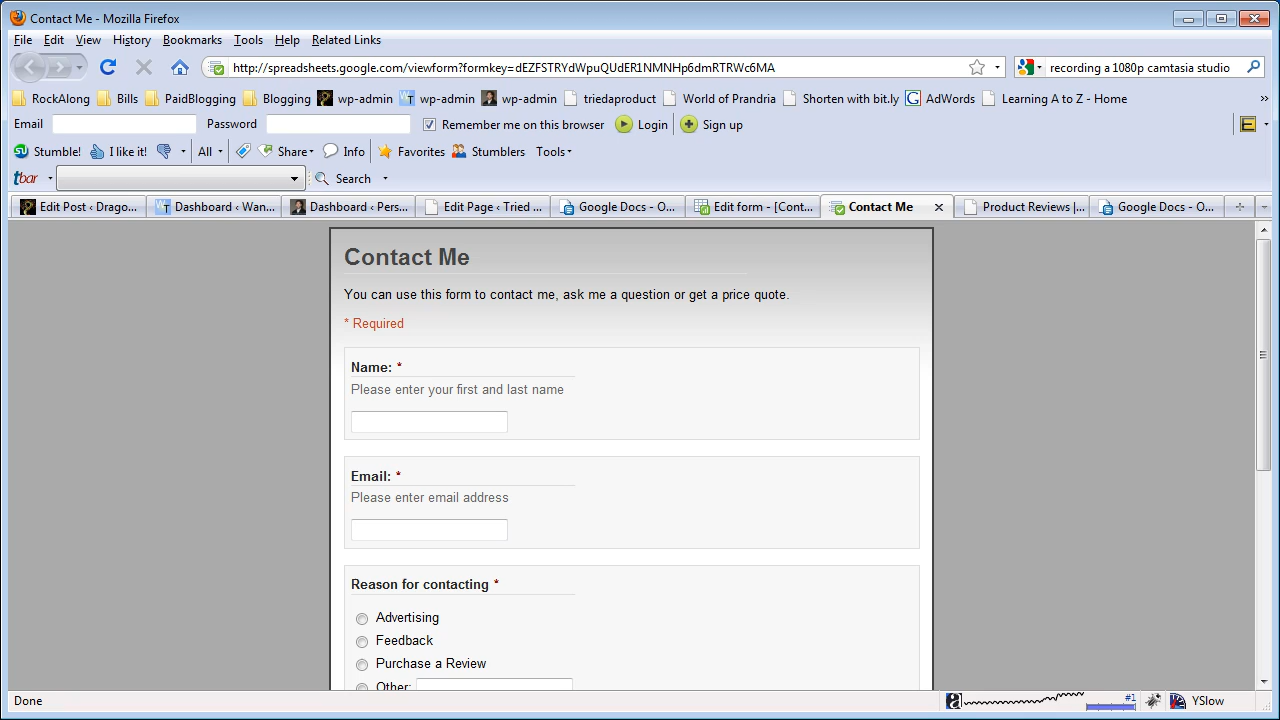 Contact Me - Mozilla Firefox
File Edit View History Bookmarks Tools Help Related Links
http://spreadsheets.google.com/viewform?formkey=dEZFSTRYdWpuQUdER1NMNHp6dmRTRWc6MA recording a 1080p camtasia studio
RockAlong Bills PaidBlogging Blogging wp-admin wp-admin wp-admin triedaproduct World of Prandria Shorten with bit.ly AdWords Learning A to Z - Home »
Email Password Remember me on this browser Login Sign up
Stumble! I like it! All Share Info Favorites Stumblers Tools
tbar Search
Edit Post ‹ Drago... Dashboard ‹ Wan... Dashboard ‹ Pers... Edit Page ‹ Tried ... Google Docs - O... Edit form - [Cont... Contact Me Product Reviews |... Google Docs - O...
Contact Me
You can use this form to contact me, ask me a question or get a price quote.
* Required
Name: *
Please enter your first and last name
Email: *
Please enter email address
Reason for contacting *
Advertising
Feedback
Purchase a Review
Other:
Done #1 YSlow